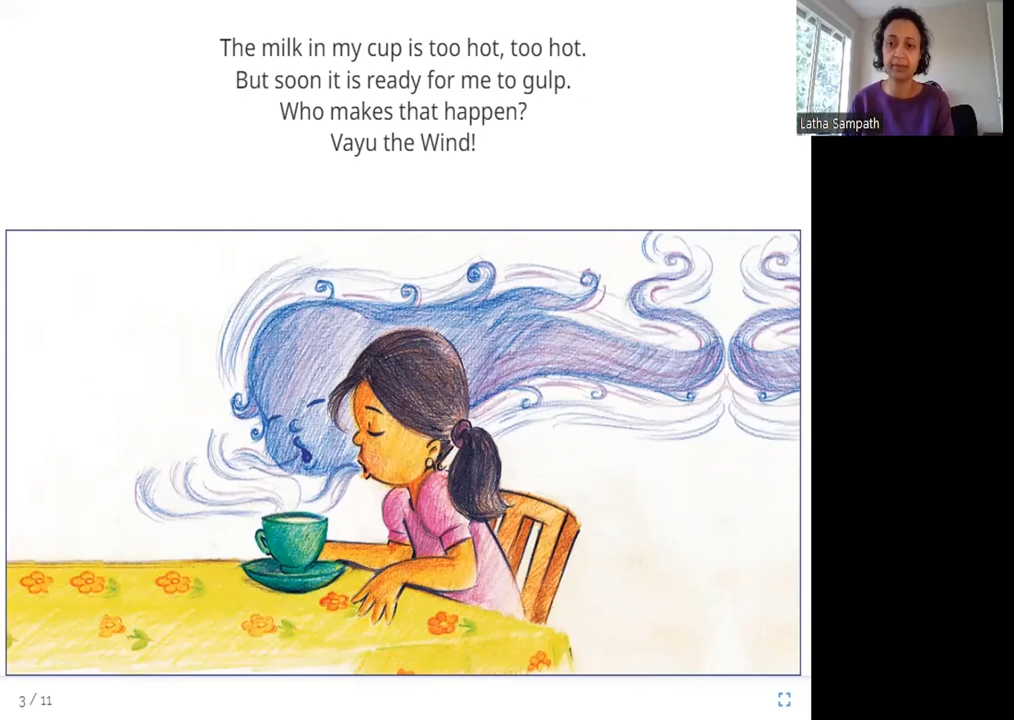 The milk in my cup is too hot, too hot.
But soon it is ready for me to gulp.
Who makes that happen?
Vayu the Wind!
Latha Sampath
3 / 11